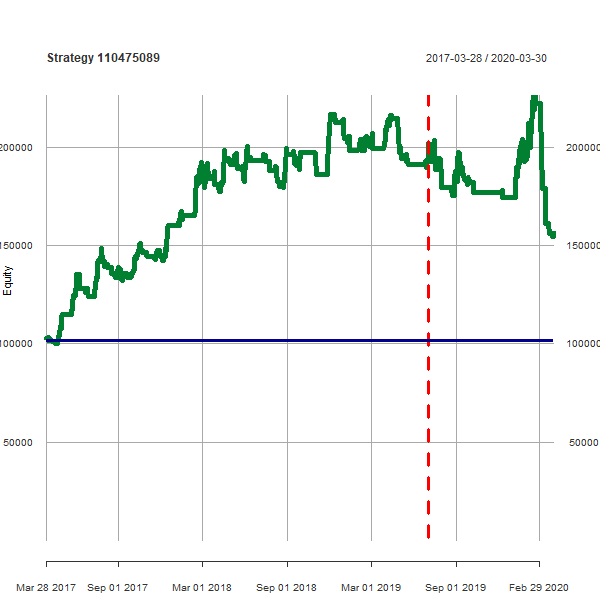 Strategy 110475089 2017-03-28 / 2020-03-30
200000 200000
150000 150000
Equity
100000 100000
50000 50000
Mar 28 2017 Sep 01 2017 Mar 01 2018 Sep 01 2018 Mar 01 2019 Sep 01 2019 Feb 29 2020